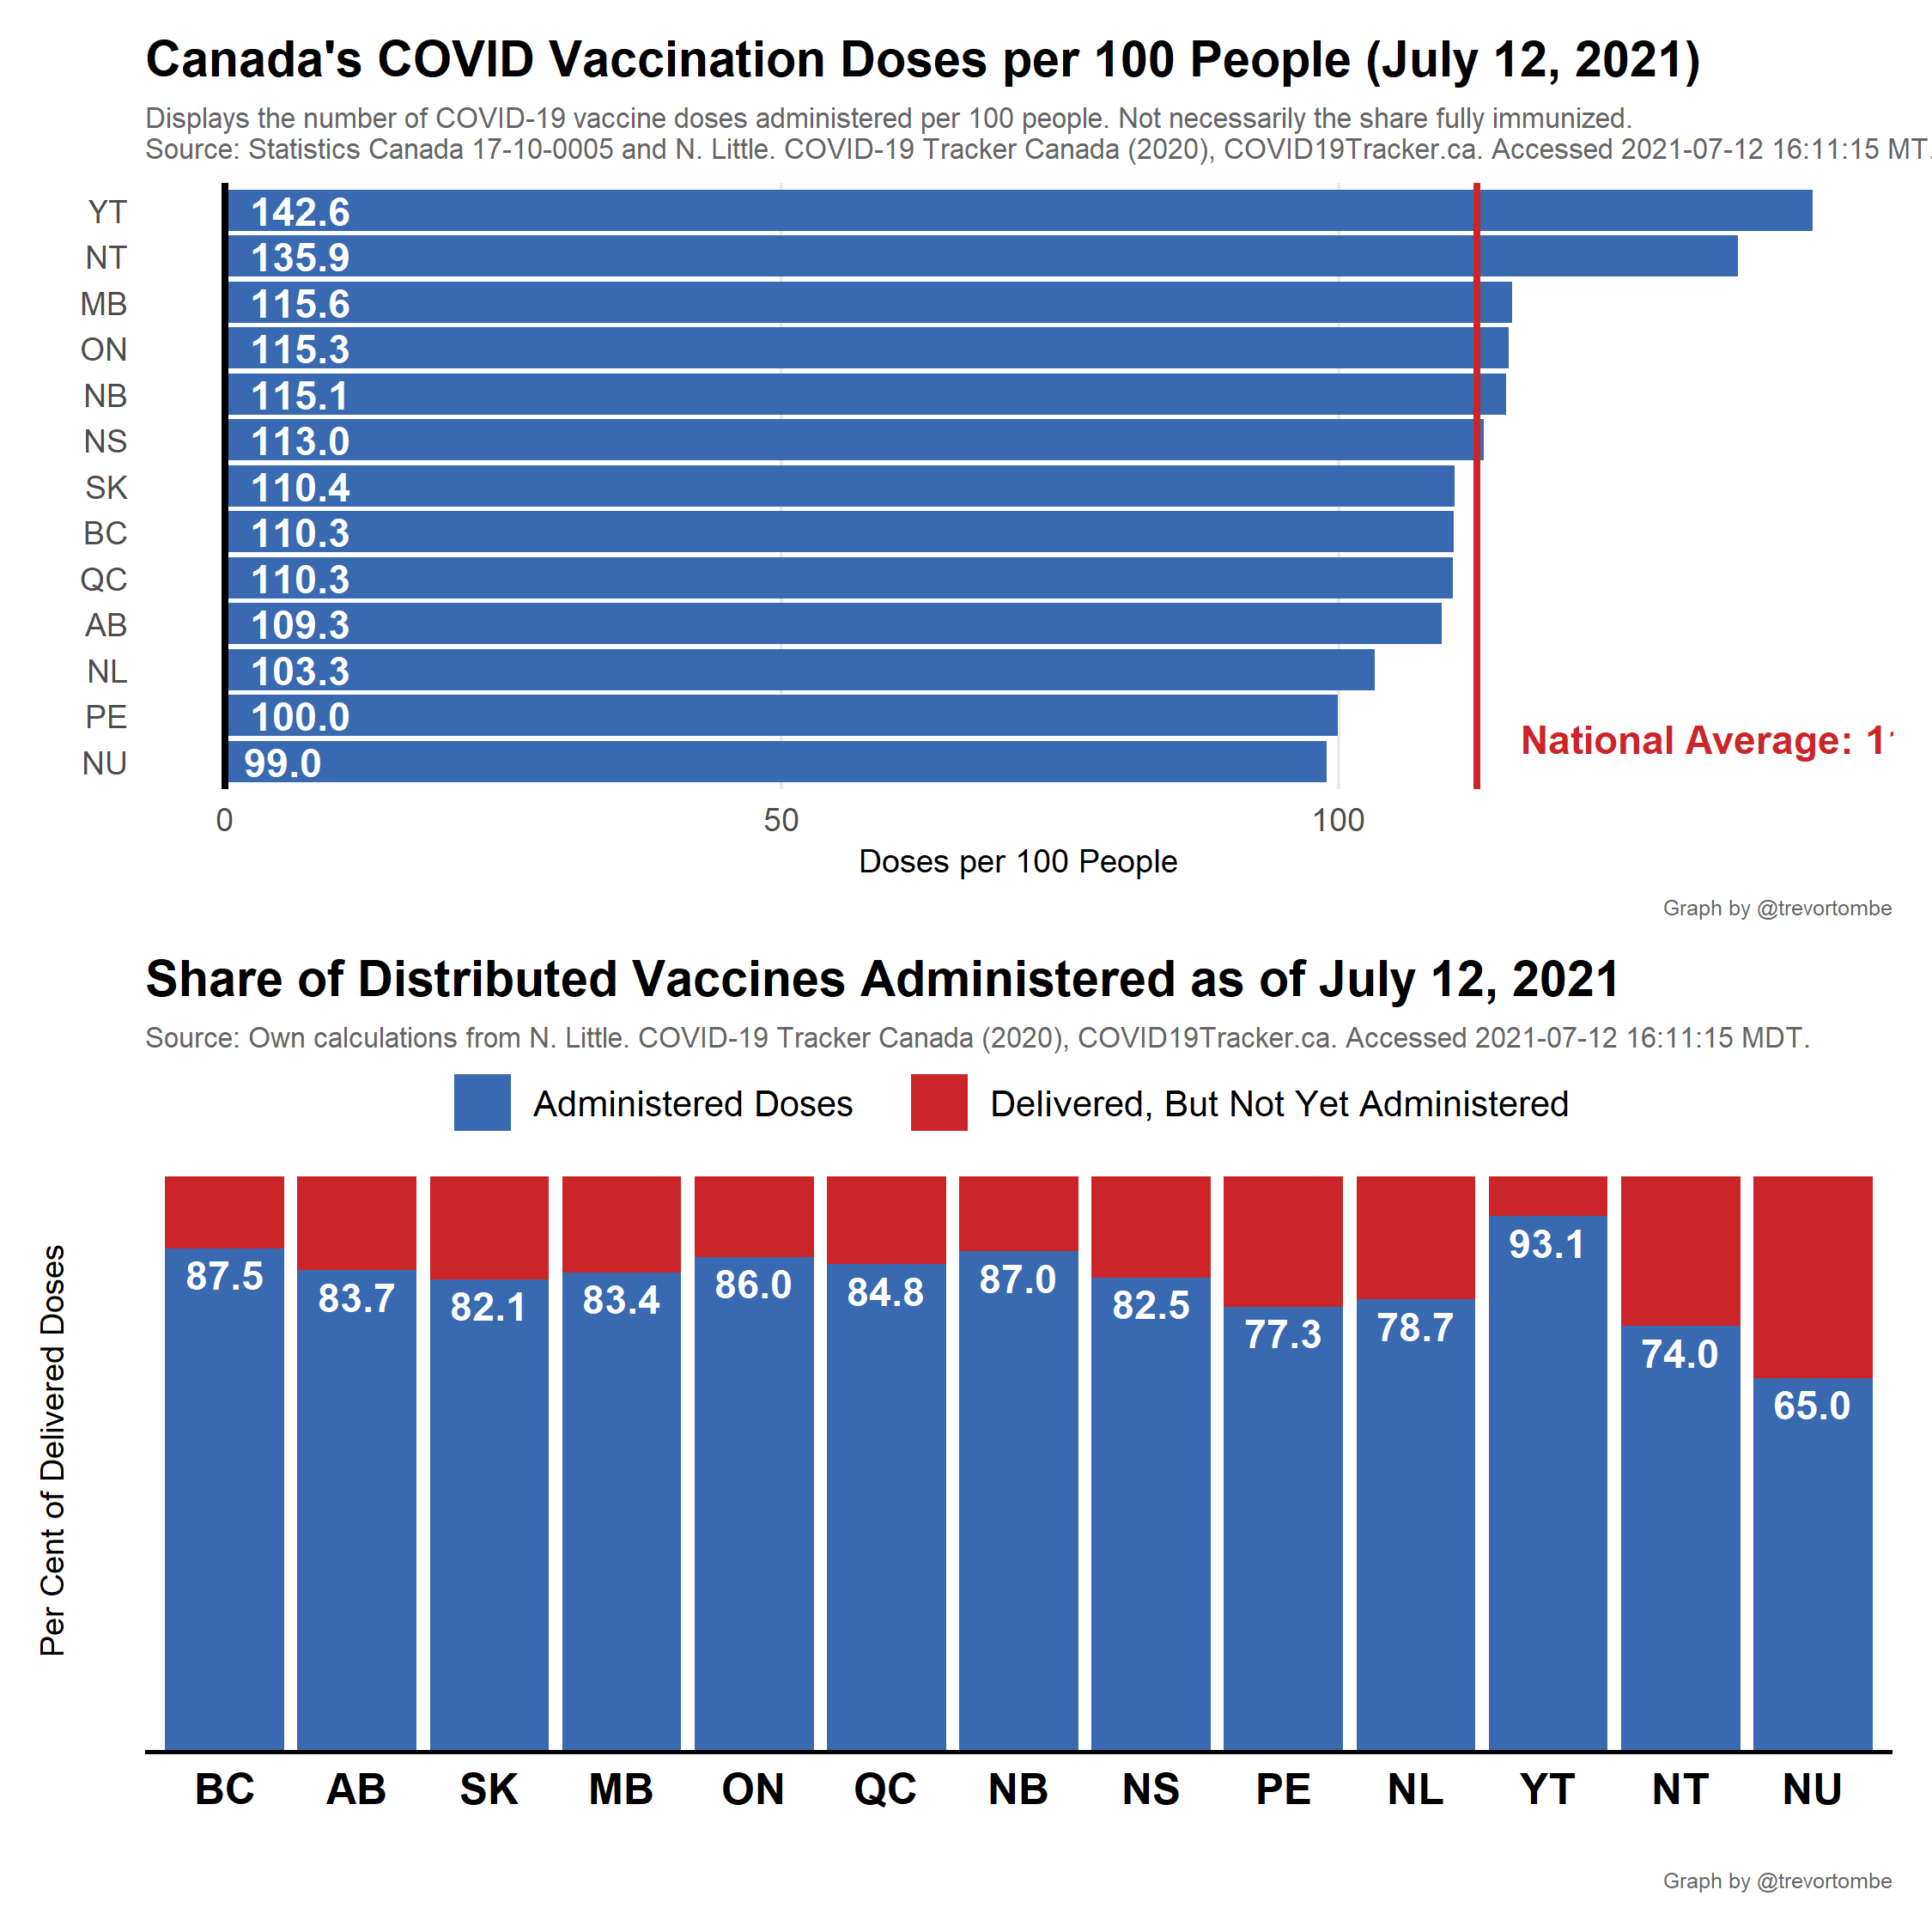 Canada's COVID Vaccination Doses per 100 People (July 12, 2021)
Displays the number of COVID-19 vaccine doses administered per 100 people. Not necessarily the share fully immunized.
Source: Statistics Canada 17-10-0005 and N. Little. COVID-19 Tracker Canada (2020), COVID19Tracker.ca. Accessed 2021-07-12 16:11:15 MT.
YT 142.6
NT 135.9
MB 115.6
ON 115.3
NB 115.1
NS 113.0
SK 110.4
BC 110.3
QC 110.3
AB 109.3
NL 103.3
PE 100.0
National Average:
NU 99.0
0 50 100
Doses per 100 People
Graph by @trevortombe
Share of Distributed Vaccines Administered as of July 12, 2021
Source: Own calculations from N. Little. COVID-19 Tracker Canada (2020), COVID19Tracker.ca. Accessed 2021-07-12 16:11:15 MDT.
Administered Doses Delivered, But Not Yet Administered
Per Cent of Delivered Doses
87.5 83.7 82.1 83.4 86.0 84.8 87.0 82.5 77.3 78.7 93.1 74.0 65.0
BC AB SK MB ON QC NB NS PE NL YT NT NU
Graph by @trevortombe